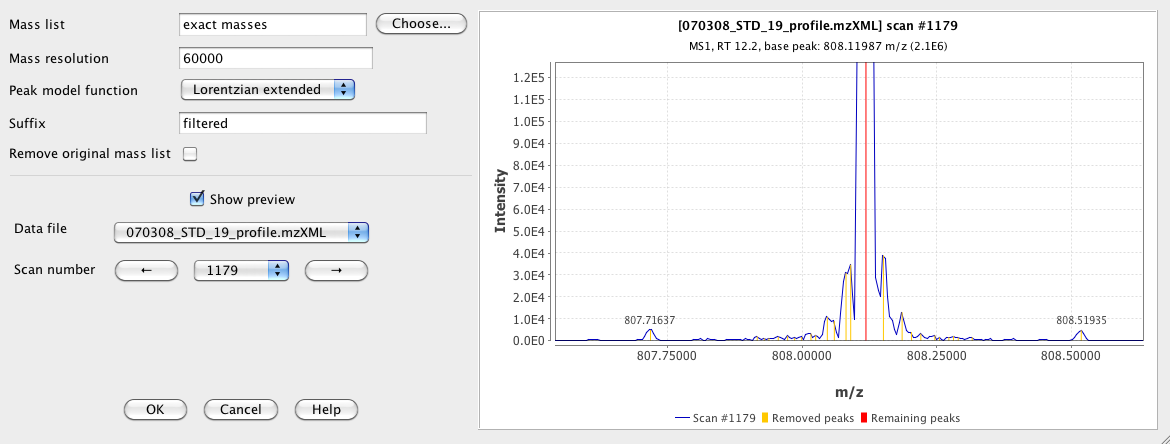 Mass list exact masses Choose...
Mass resolution 60000
Peak model function Lorentzian extended
Suffix filtered
Remove original mass list
Show preview
Data file 070308_STD_19_profile.mzXML
Scan number ← 1179 →
OK Cancel Help
[070308_STD_19_profile.mzXML] scan #1179
MS1, RT 12.2, base peak: 808.11987 m/z (2.1E6)
Intensity
1.2E5
1.1E5
1.0E5
9.0E4
8.0E4
7.0E4
6.0E4
5.0E4
4.0E4
3.0E4
2.0E4
1.0E4
0.0E0
807.71637 808.51935
807.75000 808.00000 808.25000 808.50000
m/z
Scan #1179 Removed peaks Remaining peaks